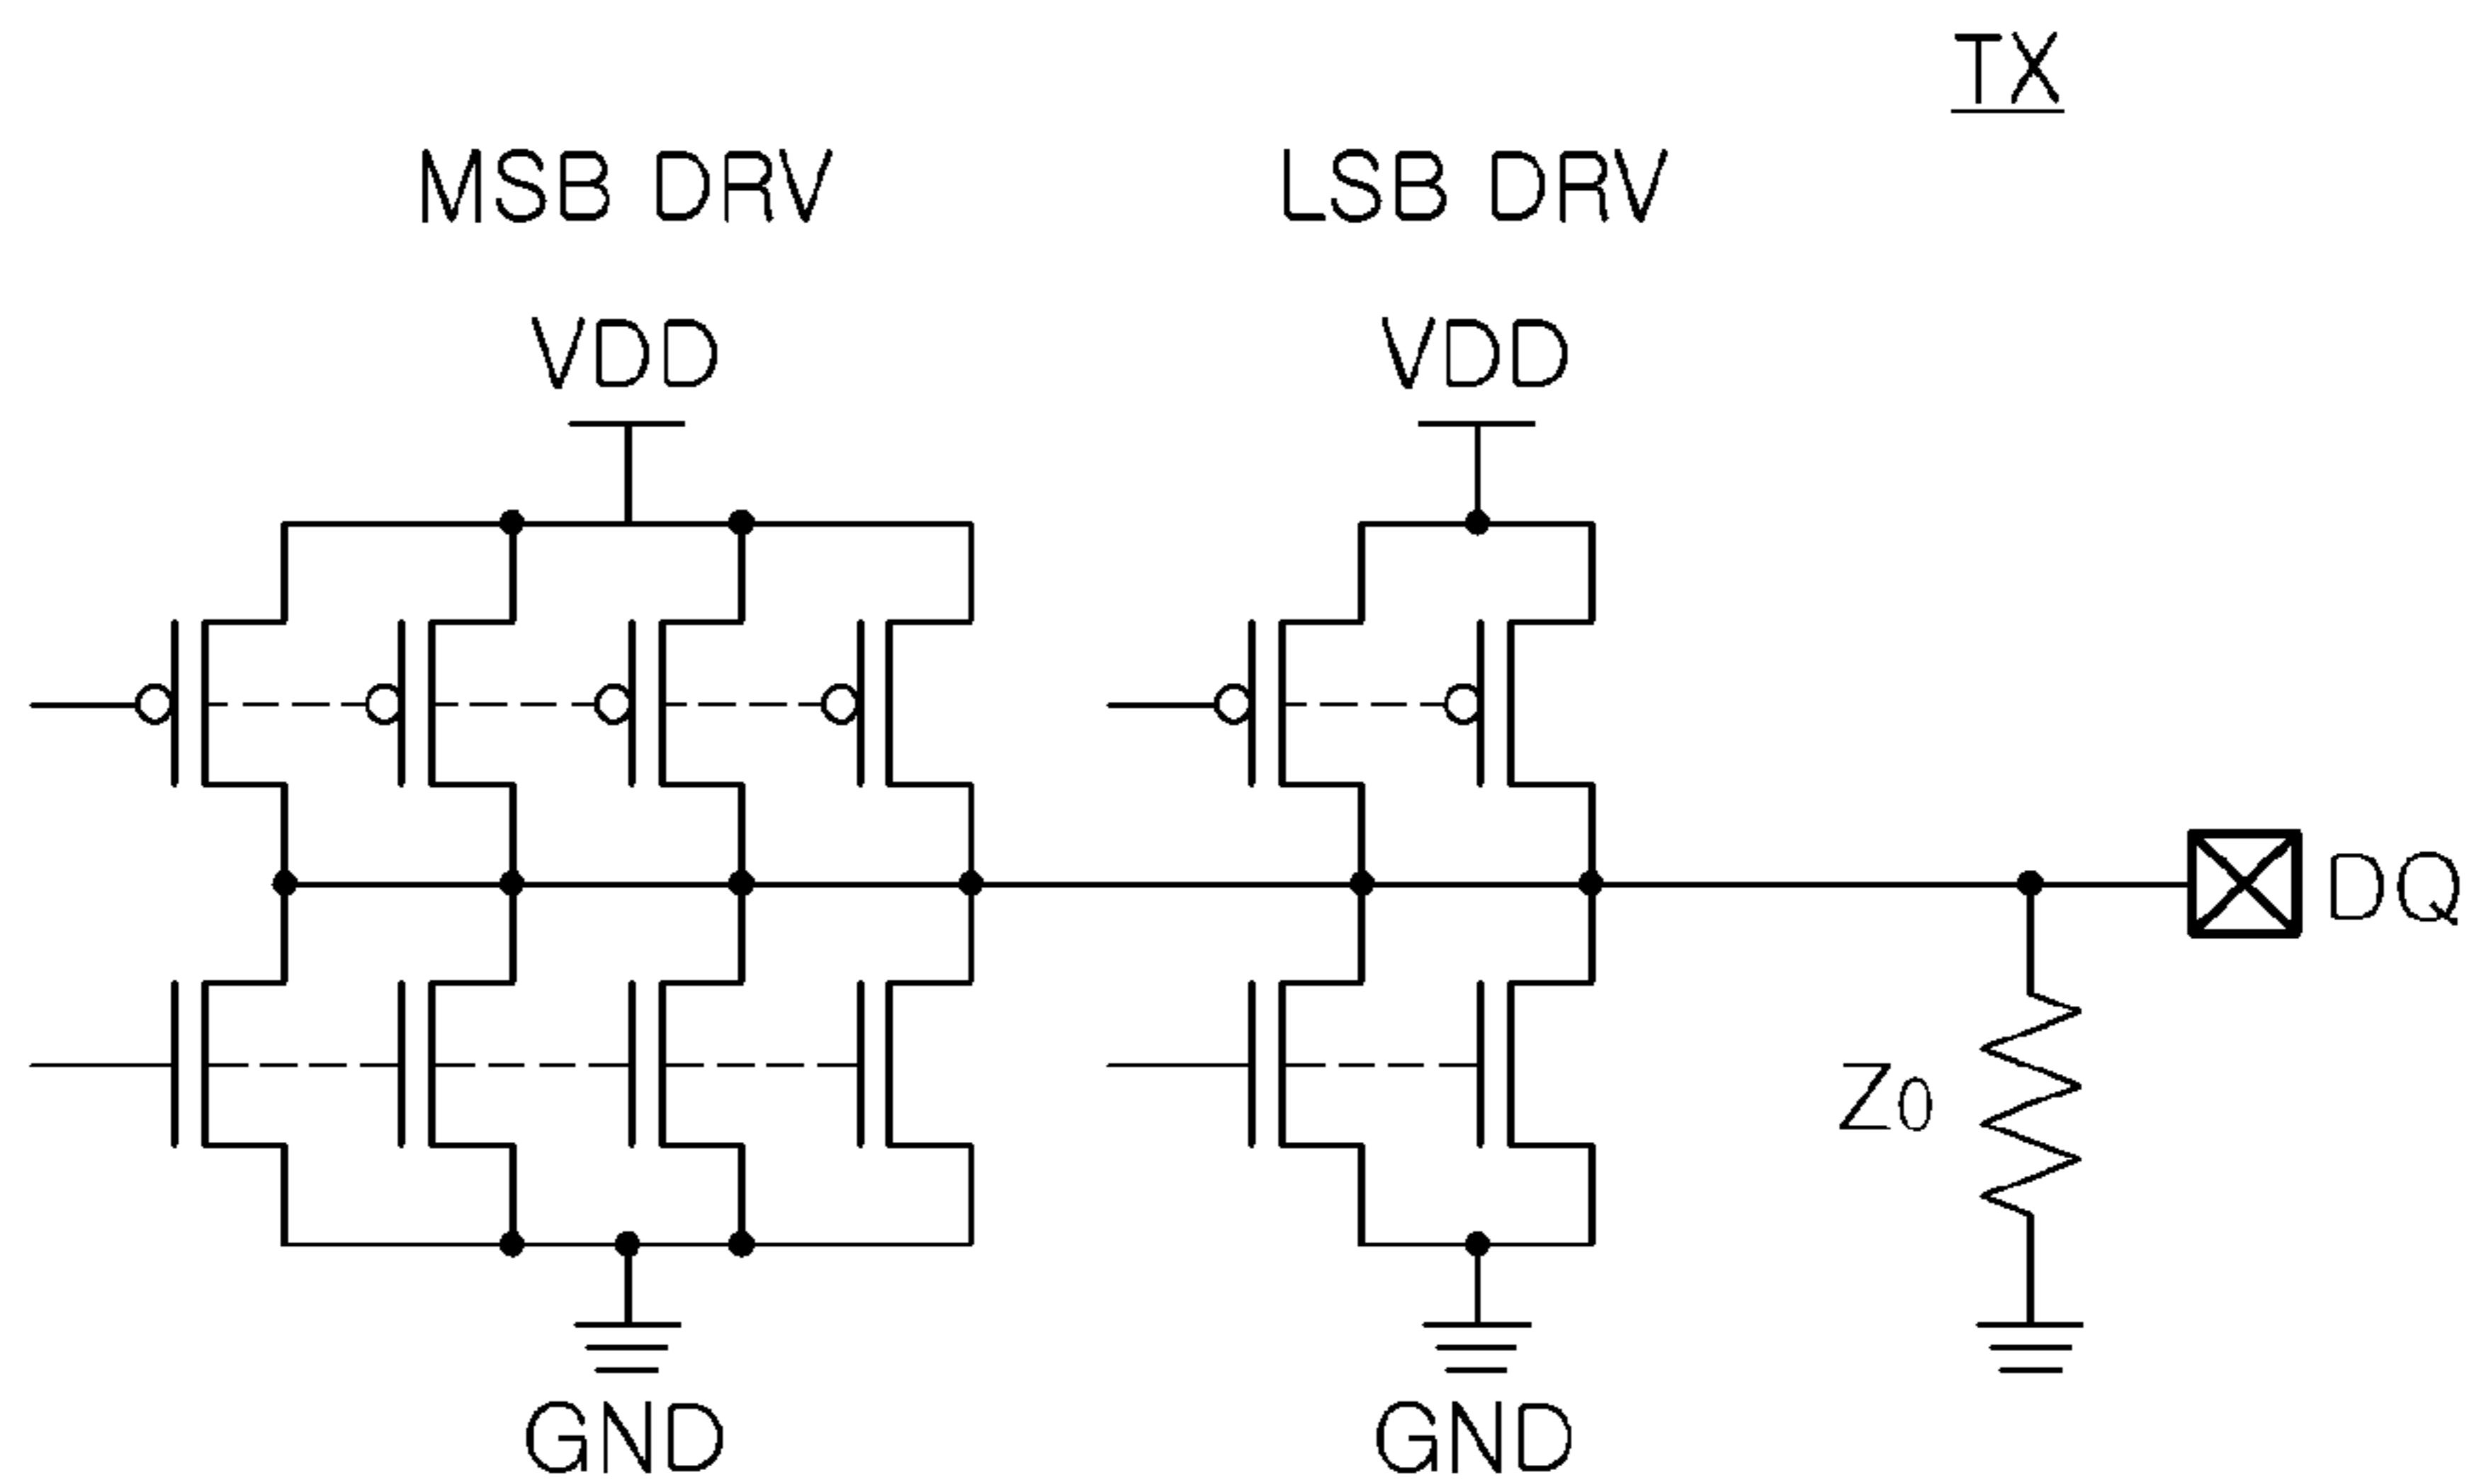 TX
MSB DRV
LSB DRV
VDD
VDD
DQ
Z0
GND
GND